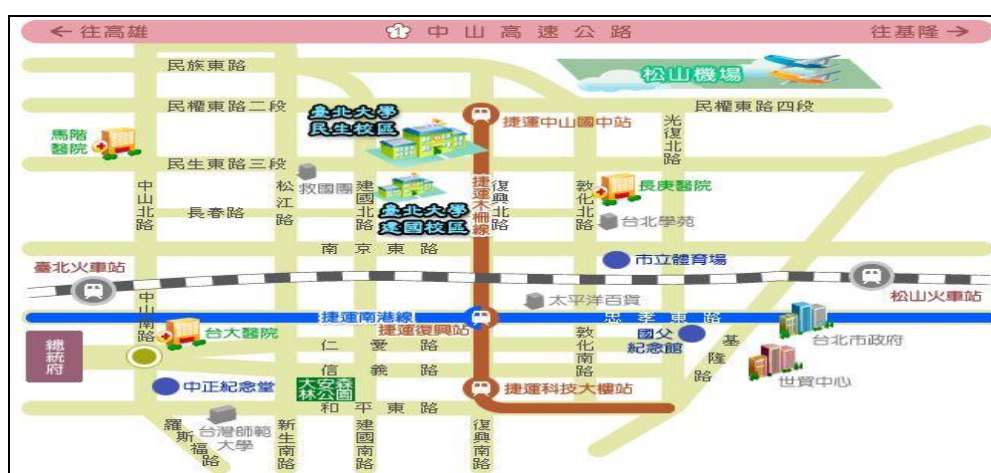 ←往高雄
1
中山高速公路
往基隆→
民族東路
松山機場
民權東路二段
臺北大學
民生校區
捷運中山國中站
民權東路四段
馬階
醫院
光復北路
民生東路三段
救國團
中山北路
松江路
建國北路
捷運木柵線
復興北路
敦化北路
長庚醫院
長春路
臺北大學
建國校區
台北學苑
南京東路
市立體育場
臺北火車站
松山火車站
太平洋百貨
中山南路
捷運南港線
忠孝東路
捷運復興站
台大醫院
仁愛路
敦化南路
國父
紀念館
基隆路
台北市政府
總統府
信義路
世貿中心
中正紀念堂
大安森
林公園
捷運科技大樓站
和平東路
羅斯福路
台灣師範
大學
新生南路
建國南路
復興南路